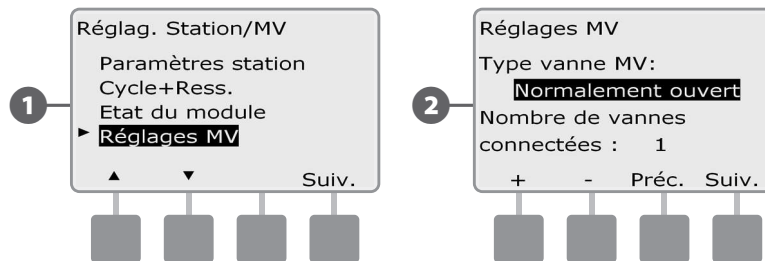 1
Réglag. Station/MV
Paramètres station
Cycle+Ress.
Etat du module
► Réglages MV
▲ ▼ Suiv.
2
Réglages MV
Type vanne MV:
Normalement ouvert
Nombre de vannes
connectées : 1
+ - Préc. Suiv.